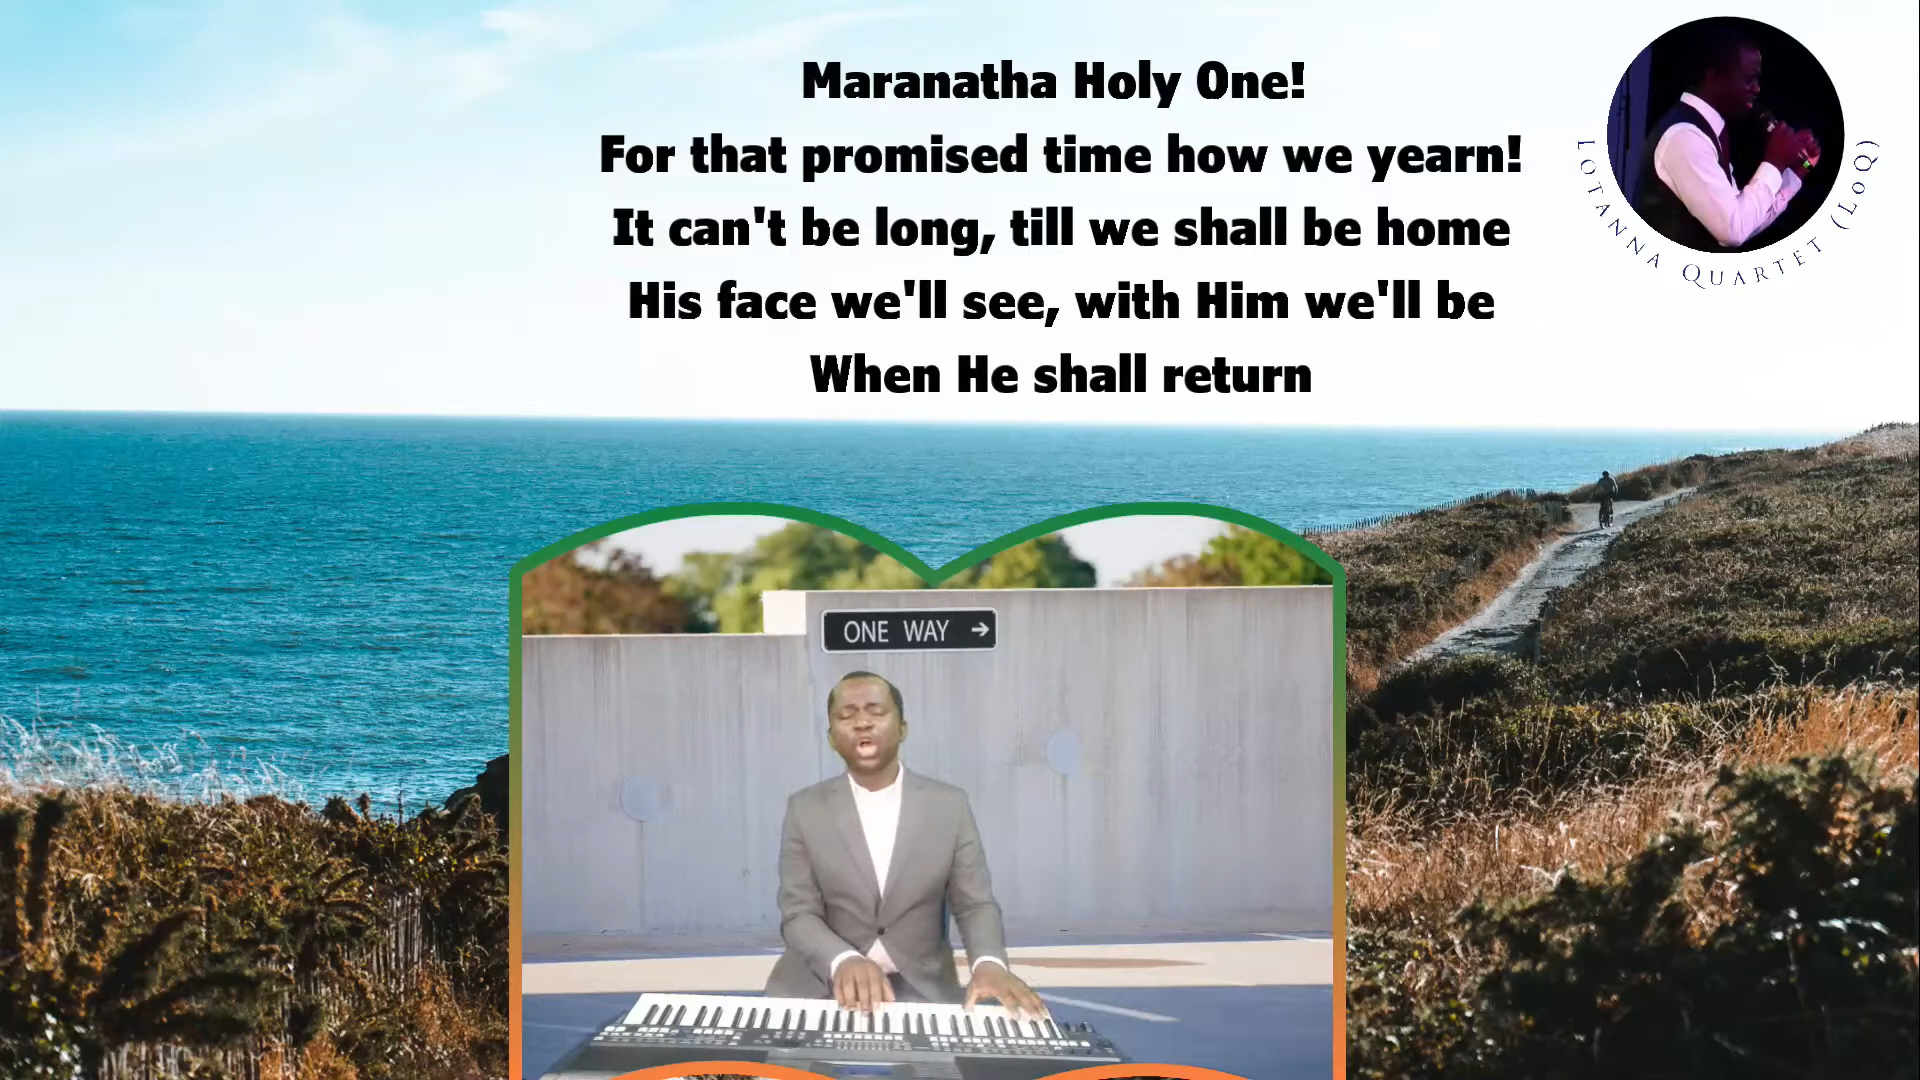 Maranatha Holy One!
For that promised time how we yearn!
It can't be long, till we shall be home
His face we'll see, with Him we'll be
When He shall return
LOTANNA QUARTET (LOQ)
ONE WAY →